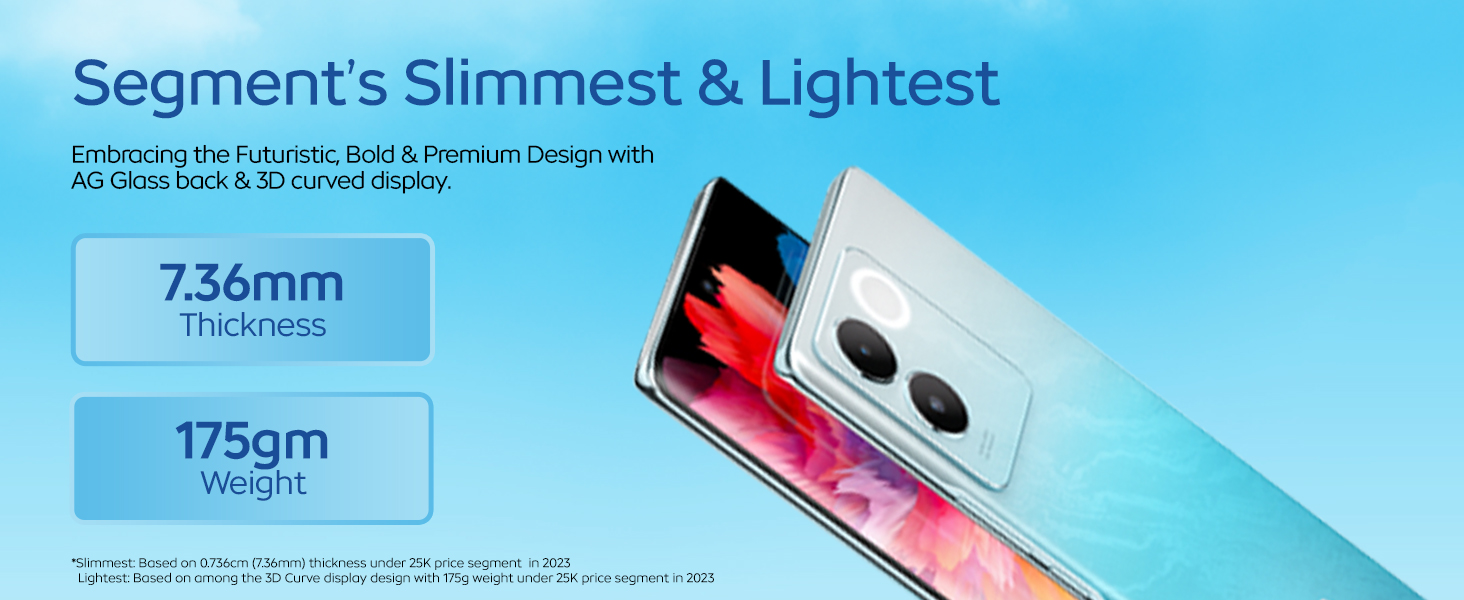 Segment's Slimmest & Lightest
Embracing the Futuristic, Bold & Premium Design with
AG Glass back & 3D curved display.
7.36mm
Thickness
175gm
Weight
*Slimmest: Based on 0.736cm (7.36mm) thickness under 25K price segment in 2023
Lightest: Based on among the 3D Curve display design with 175g weight under 25K price segment in 2023